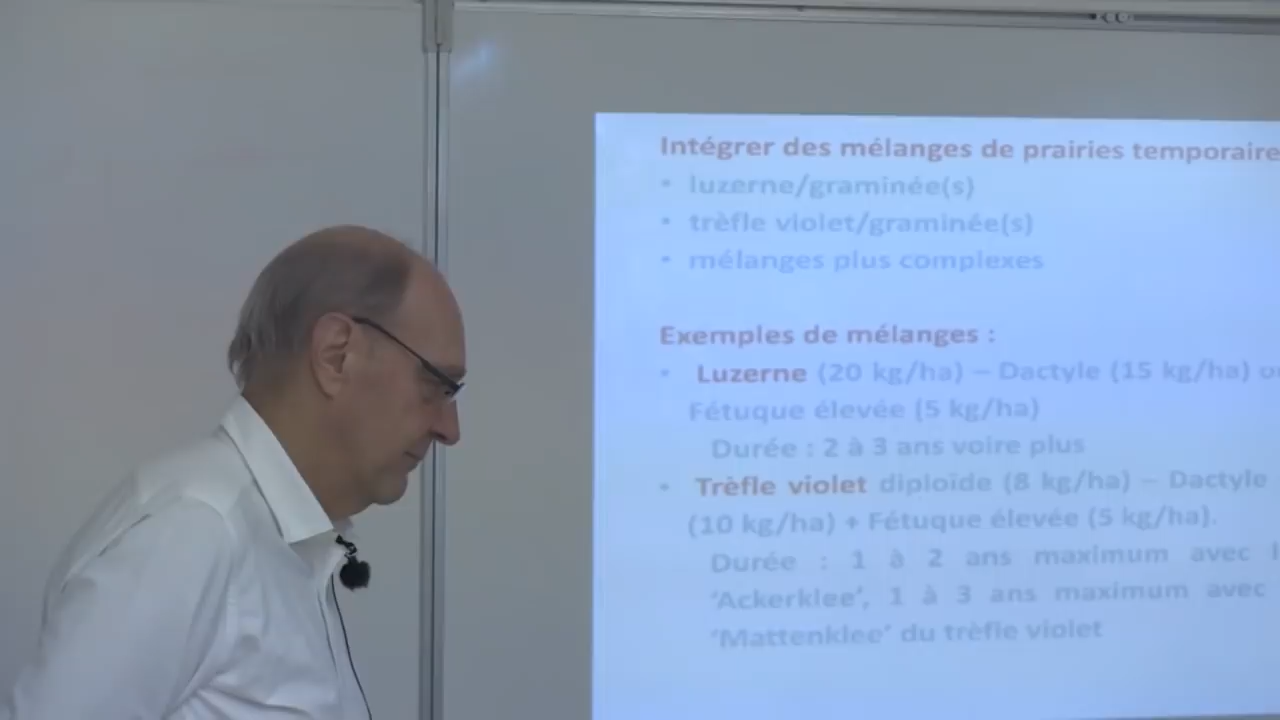 Intégrer des mélanges de prairies temporaire
• luzerne/graminée(s)
• trèfle violet/graminée(s)
• mélanges plus complexes
Exemples de mélanges :
• Luzerne (20 kg/ha) – Dactyle (15 kg/ha)
Fétuque élevée (5 kg/ha)
Durée : 2 à 3 ans voire plus
• Trèfle violet diploïde (8 kg/ha) – Dactyle
(10 kg/ha) + Fétuque élevée (5 kg/ha).
Durée : 1 à 2 ans maximum avec
‘Ackerklee’, 1 à 3 ans maximum avec
‘Mattenklee’ du trèfle violet